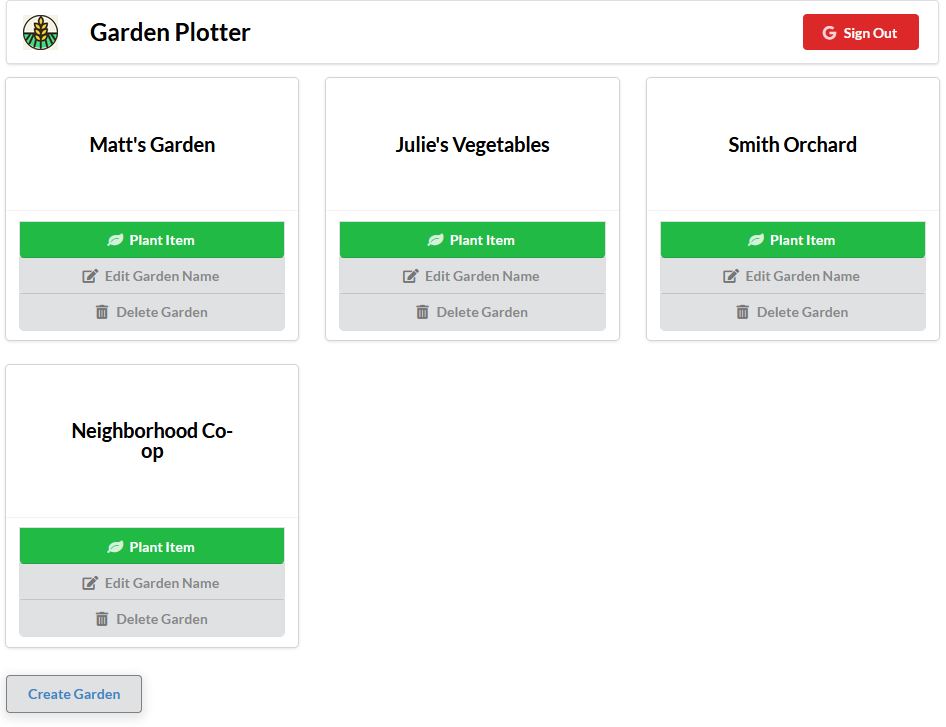 Garden Plotter
Sign Out
Matt's Garden
Plant Item
Edit Garden Name
Delete Garden
Julie's Vegetables
Plant Item
Edit Garden Name
Delete Garden
Smith Orchard
Plant Item
Edit Garden Name
Delete Garden
Neighborhood Co-
op
Plant Item
Edit Garden Name
Delete Garden
Create Garden